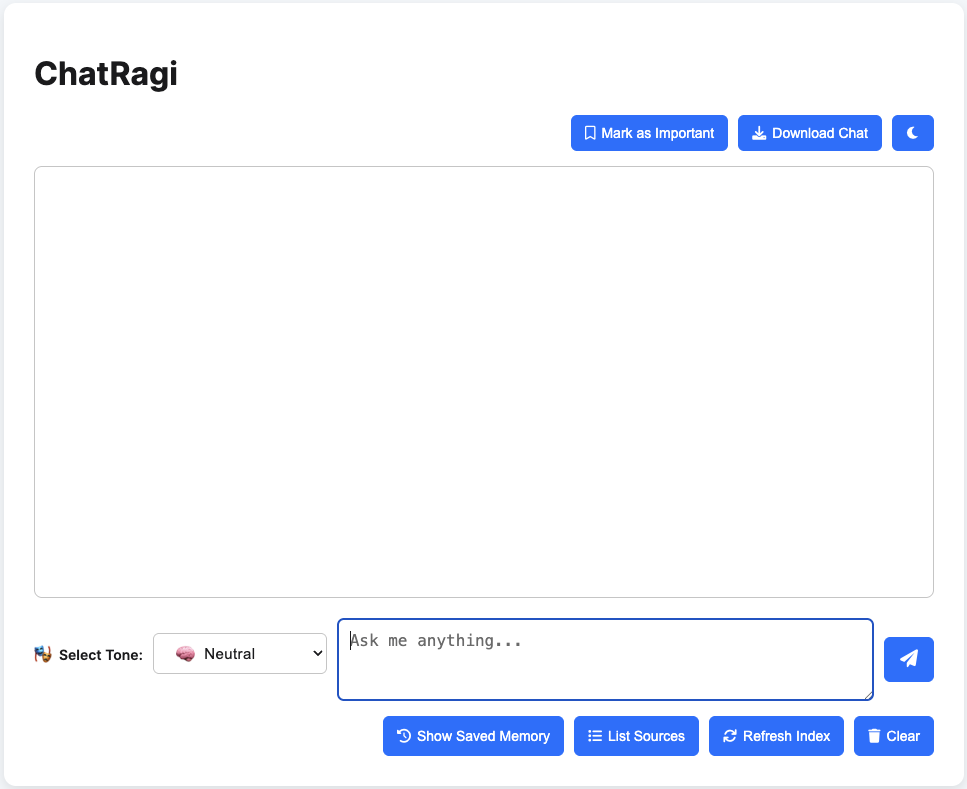 ChatRagi
Mark as Important Download Chat
Select Tone: Neutral Ask me anything...
Show Saved Memory List Sources Refresh Index Clear